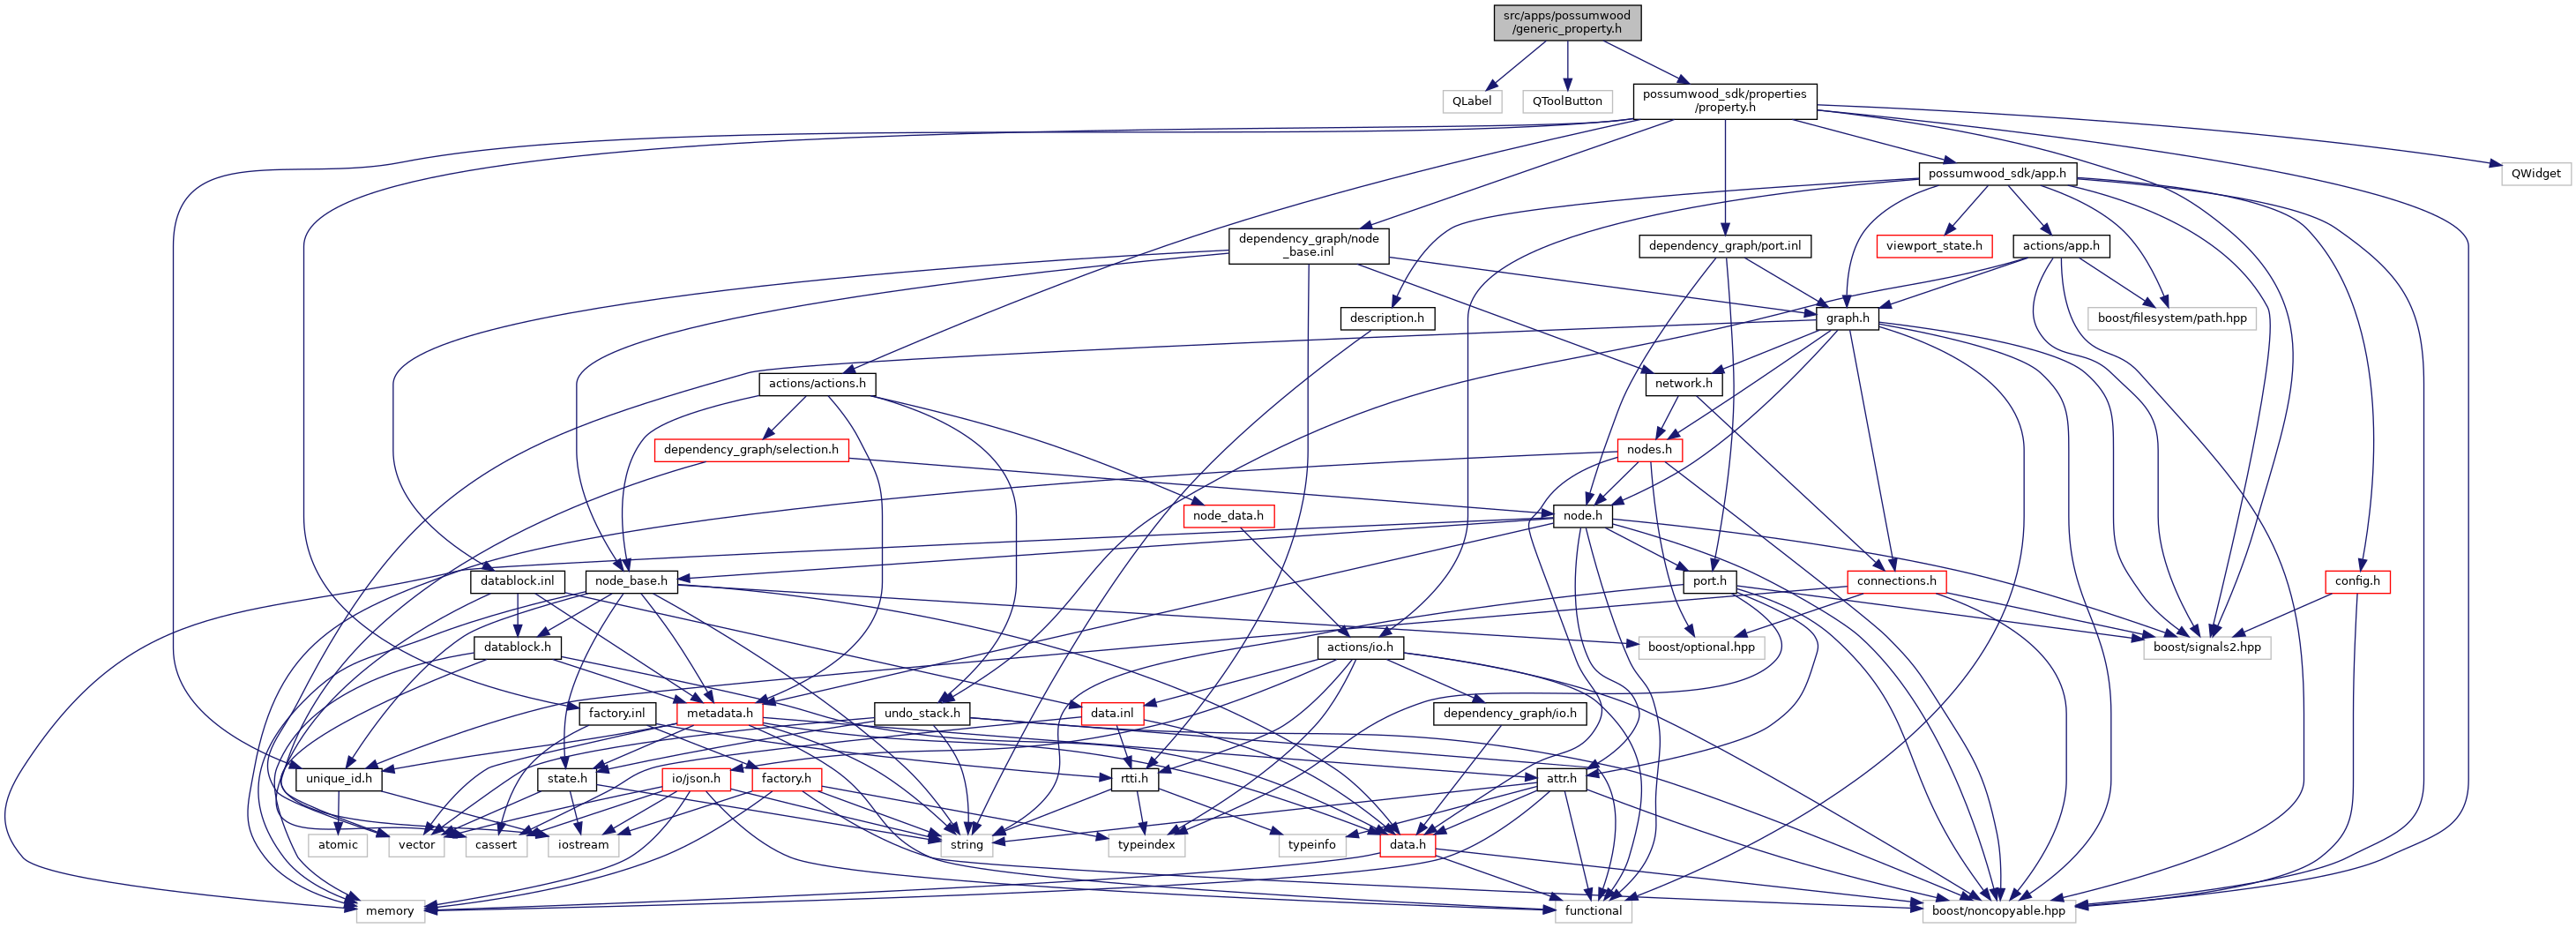 src/apps/possumwood
/generic_property.h
QLabel
QToolButton
possumwood_sdk/properties
/property.h
possumwood_sdk/app.h
QWidget
dependency_graph/node
_base.inl
dependency_graph/port.inl
viewport_state.h
actions/app.h
description.h
graph.h
boost/filesystem/path.hpp
actions/actions.h
network.h
dependency_graph/selection.h
nodes.h
node_data.h
node.h
datablock.inl
node_base.h
port.h
connections.h
config.h
datablock.h
actions/io.h
boost/optional.hpp
boost/signals2.hpp
factory.inl
metadata.h
undo_stack.h
data.inl
dependency_graph/io.h
unique_id.h
state.h
io/json.h
factory.h
rtti.h
attr.h
atomic
vector
cassert
iostream
string
typeindex
typeinfo
data.h
memory
functional
boost/noncopyable.hpp